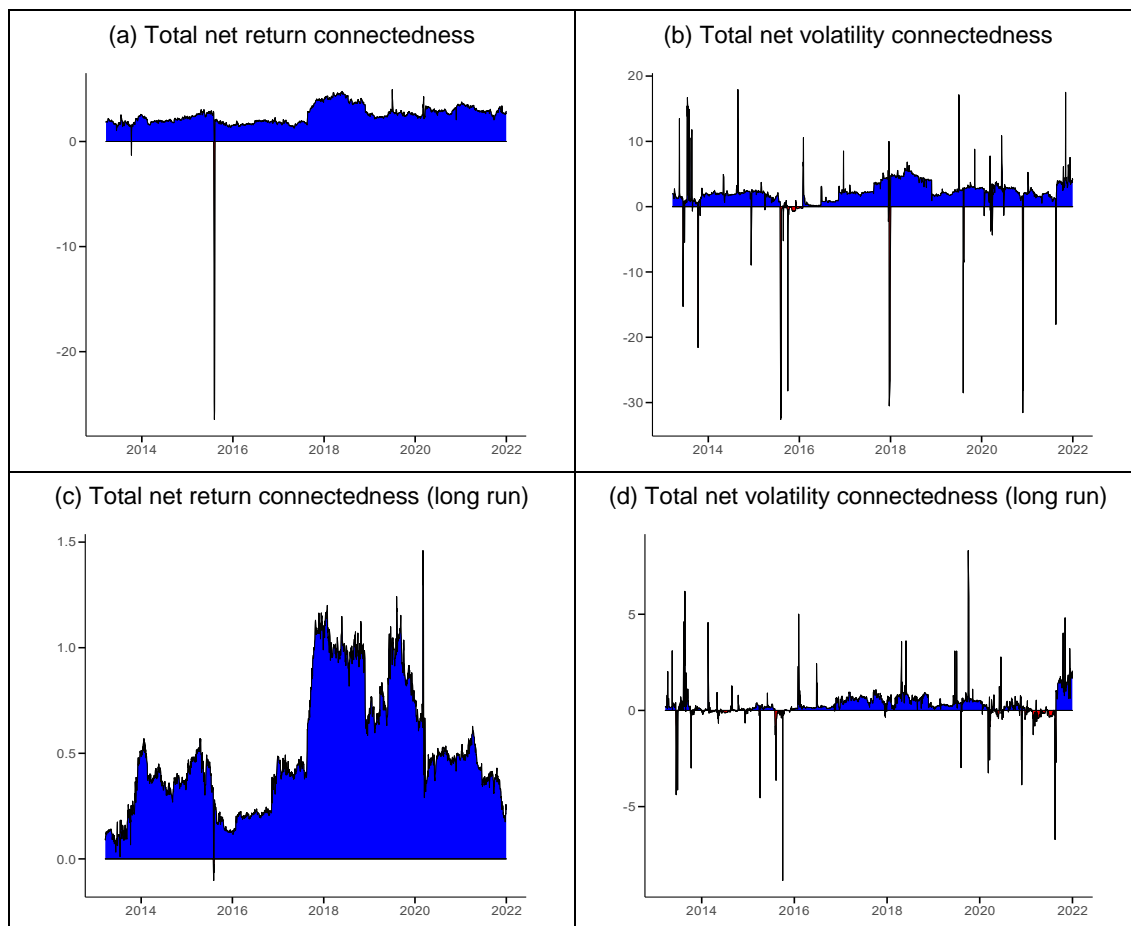 (a) Total net return connectedness
0
-10
-20
2014 2016 2018 2020 2022
(b) Total net volatility connectedness
20
10
0
-10
-20
-30
2014 2016 2018 2020 2022
(c) Total net return connectedness (long run)
1.5
1.0
0.5
0.0
2014 2016 2018 2020 2022
(d) Total net volatility connectedness (long run)
5
0
-5
2014 2016 2018 2020 2022